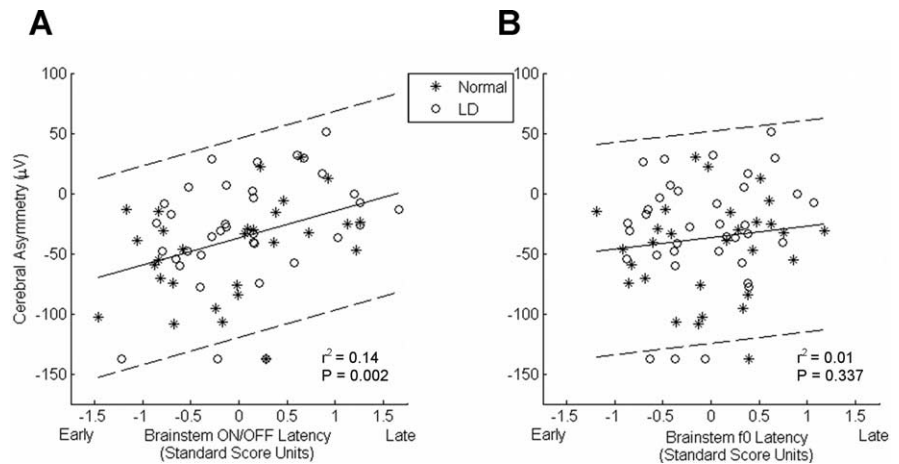 A
B
100
50
0
-50
-100
-150
Cerebral Asymmetry (μV)
r² = 0.14
P = 0.002
-1.5 -1 -0.5 0 0.5 1 1.5
Early Brainstem ON/OFF Latency Late
(Standard Score Units)
Normal
LD
100
50
0
-50
-100
-150
r² = 0.01
P = 0.337
-1.5 -1 -0.5 0 0.5 1 1.5
Early Brainstem f0 Latency Late
(Standard Score Units)